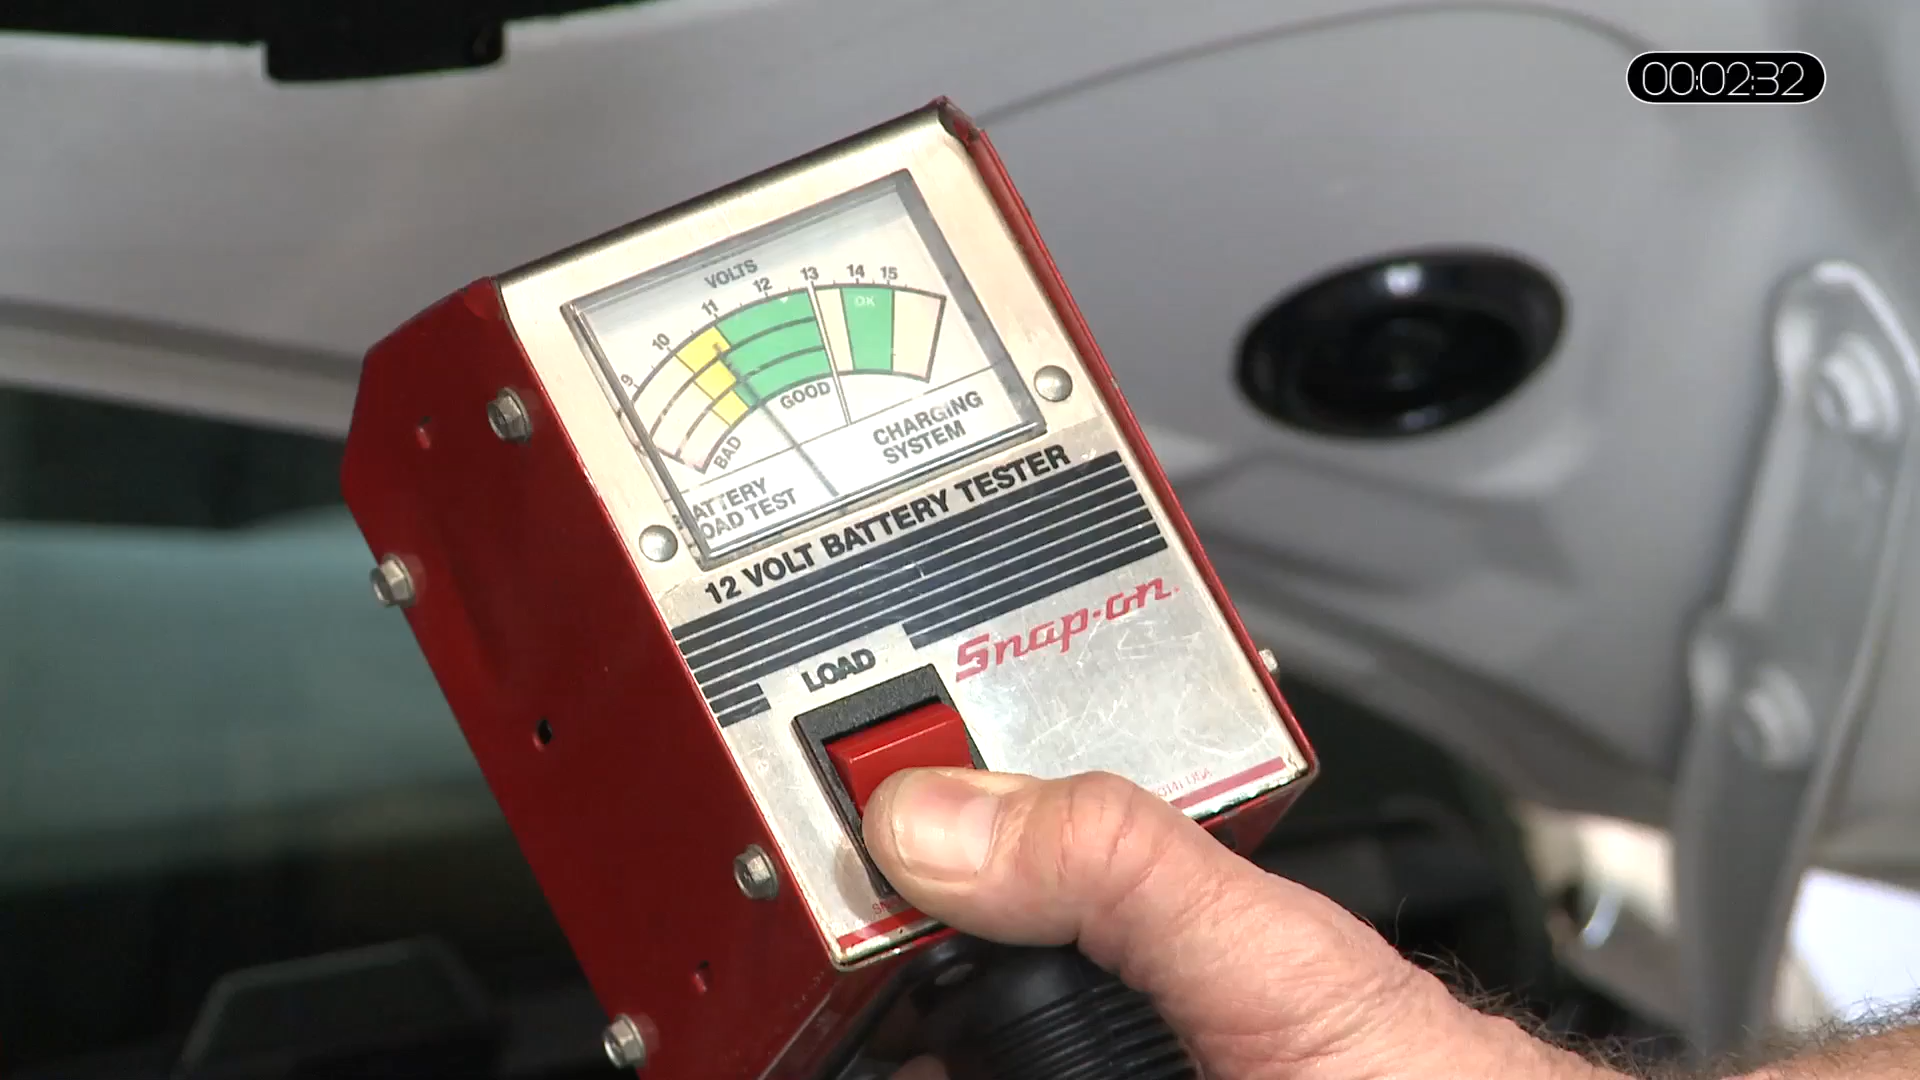 00:02:32
VOLTS
9 10 11 12 13 14 15
OK
BAD GOOD
ATTERY
OAD TEST
CHARGING
SYSTEM
12 VOLT BATTERY TESTER
Snap-on
LOAD
USA